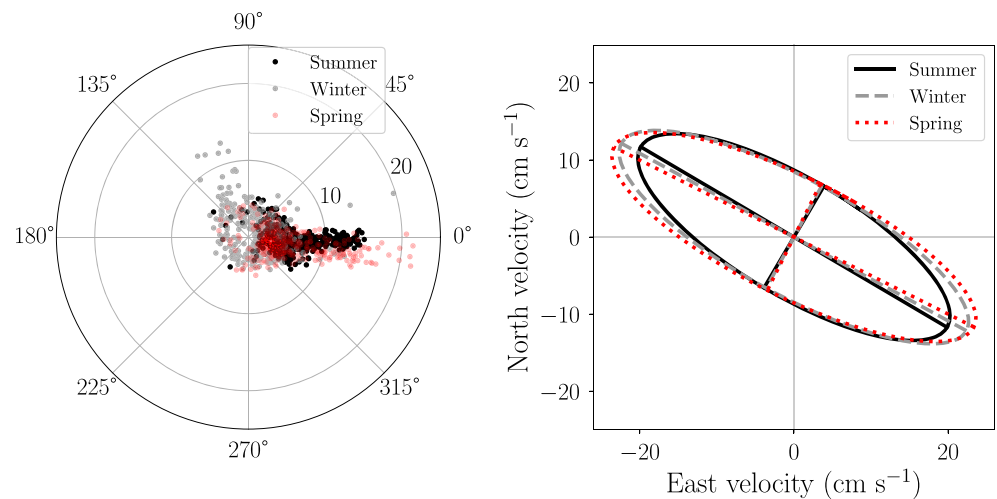 90°
135°
45°
Summer
Winter
Spring
20
10
180°
0°
225°
315°
270°
North velocity (cm s⁻¹)
20
10
0
−10
−20
Summer
Winter
Spring
−20 0 20
East velocity (cm s⁻¹)